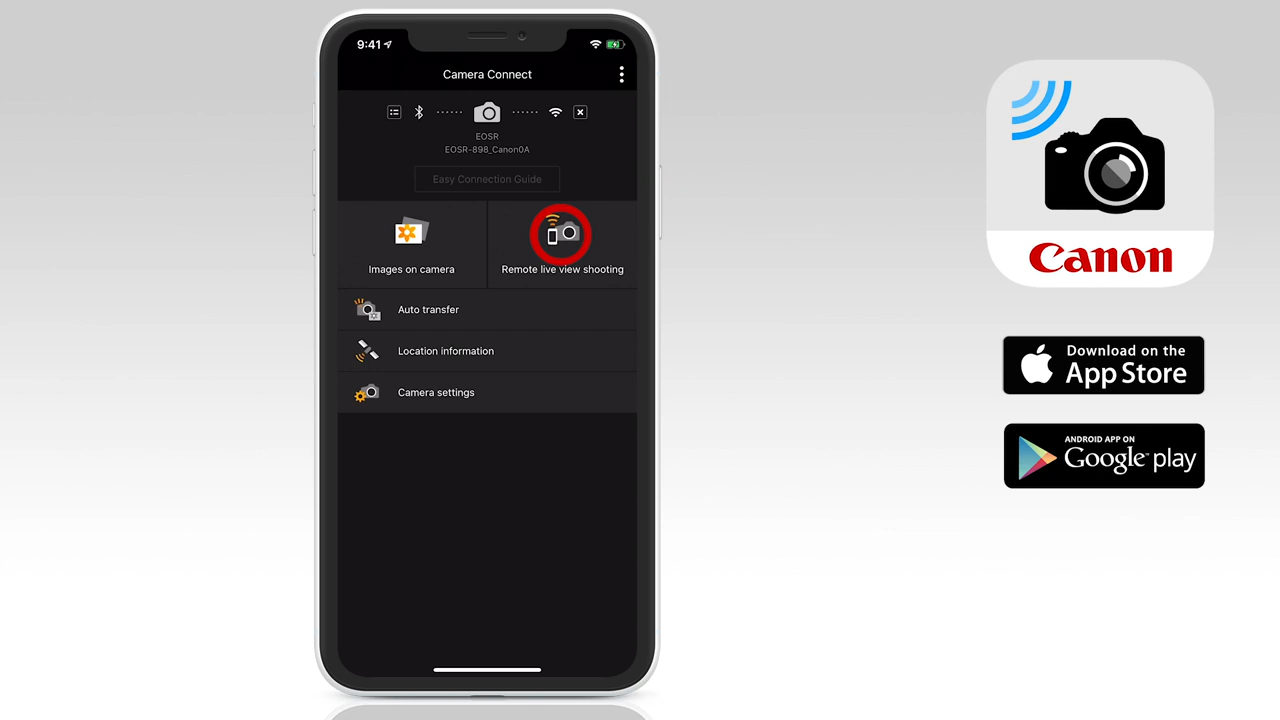 9:41
Camera Connect
EOSR
EOSR-898_Canon0A
Easy Connection Guide
Images on camera
Remote live view shooting
Auto transfer
Location information
Camera settings
Canon
Download on the
App Store
ANDROID APP ON
Google play